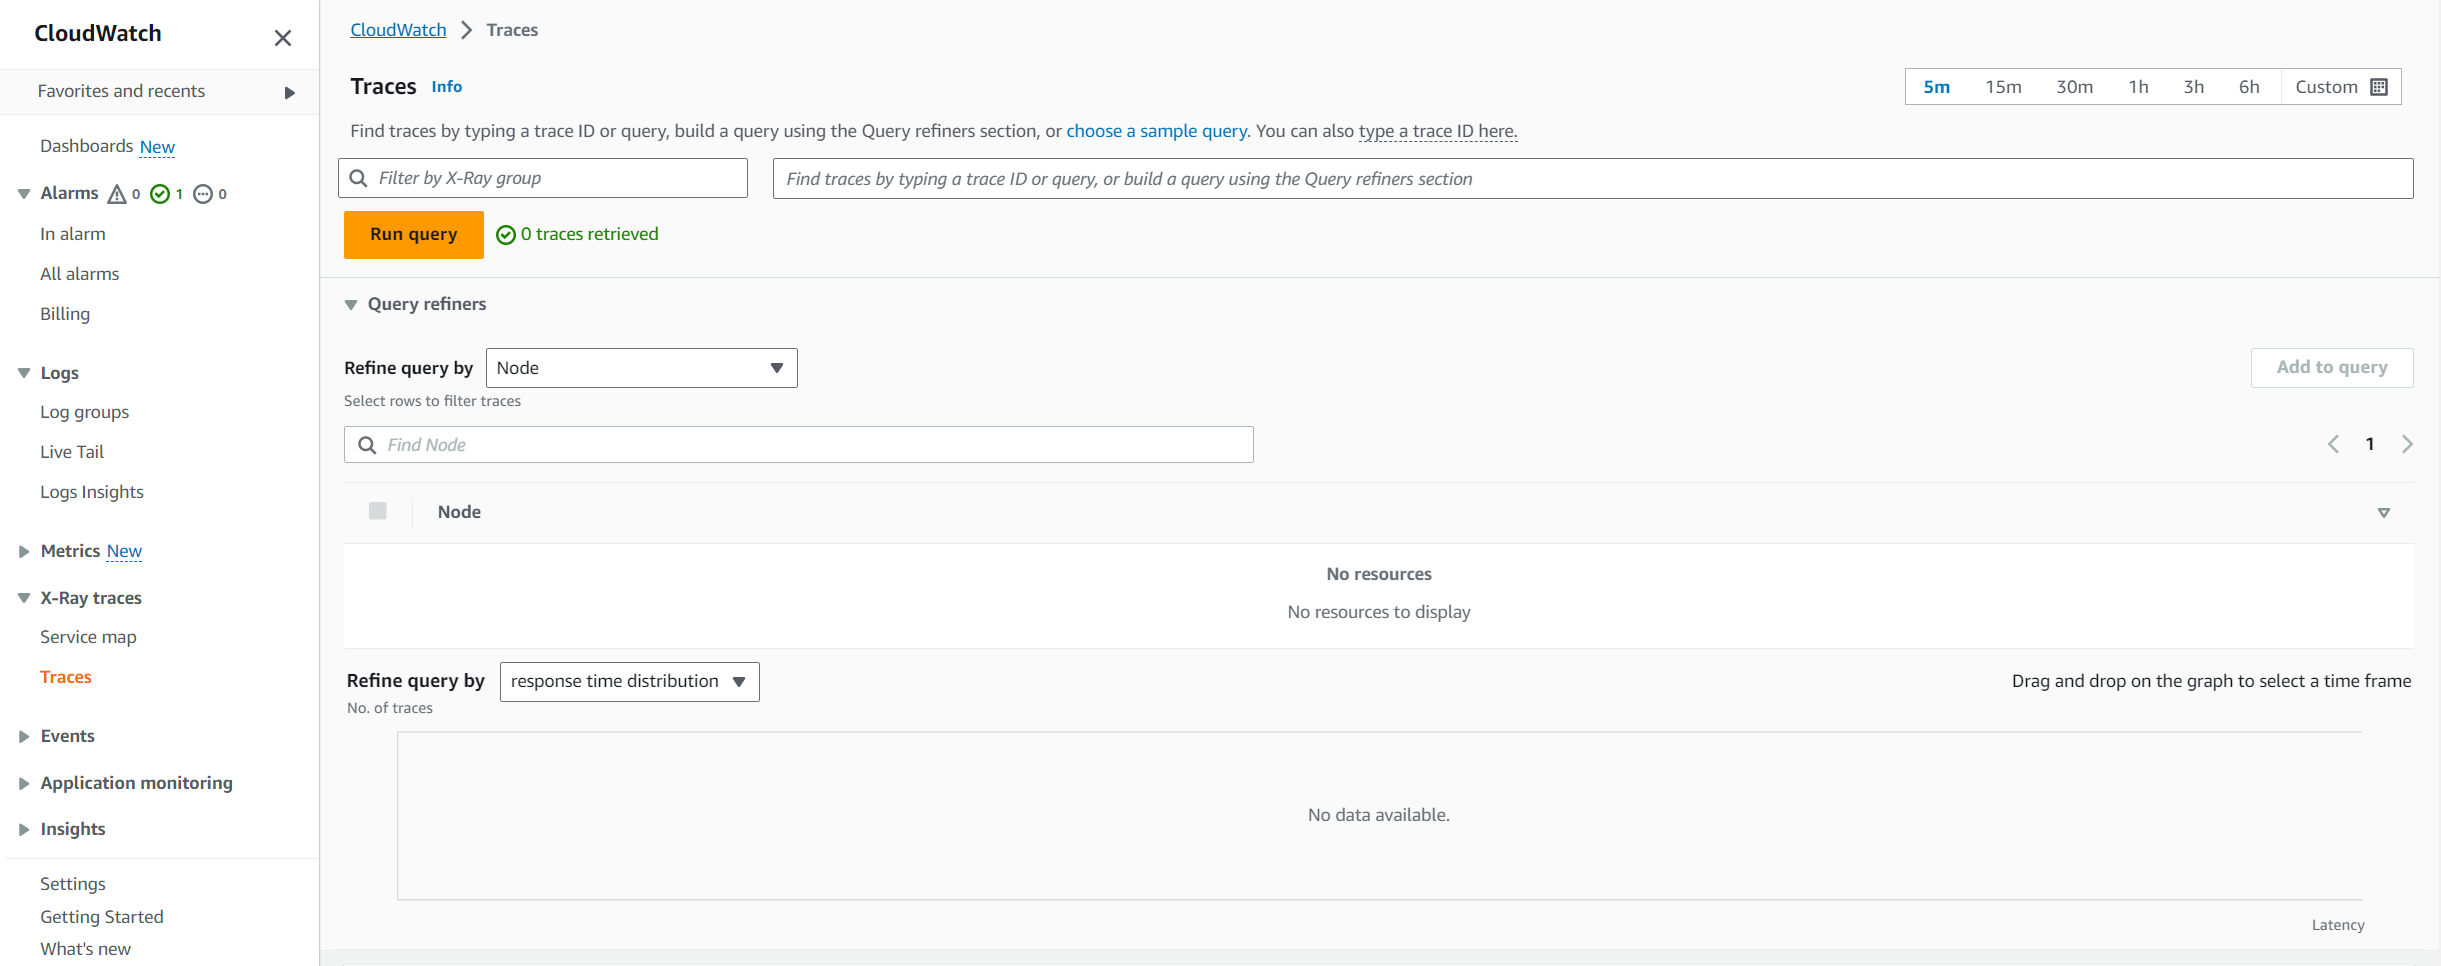 CloudWatch
Favorites and recents
Dashboards New
Alarms 0 1 0
In alarm
All alarms
Billing
Logs
Log groups
Live Tail
Logs Insights
Metrics New
X-Ray traces
Service map
Traces
Events
Application monitoring
Insights
Settings
Getting Started
What's new
CloudWatch Traces
Traces Info
5m 15m 30m 1h 3h 6h Custom
Find traces by typing a trace ID or query, build a query using the Query refiners section, or choose a sample query. You can also type a trace ID here.
Filter by X-Ray group
Find traces by typing a trace ID or query, or build a query using the Query refiners section
Run query 0 traces retrieved
Query refiners
Refine query by Node Add to query
Select rows to filter traces
Find Node
1
Node
No resources
No resources to display
Refine query by response time distribution Drag and drop on the graph to select a time frame
No. of traces
No data available.
Latency